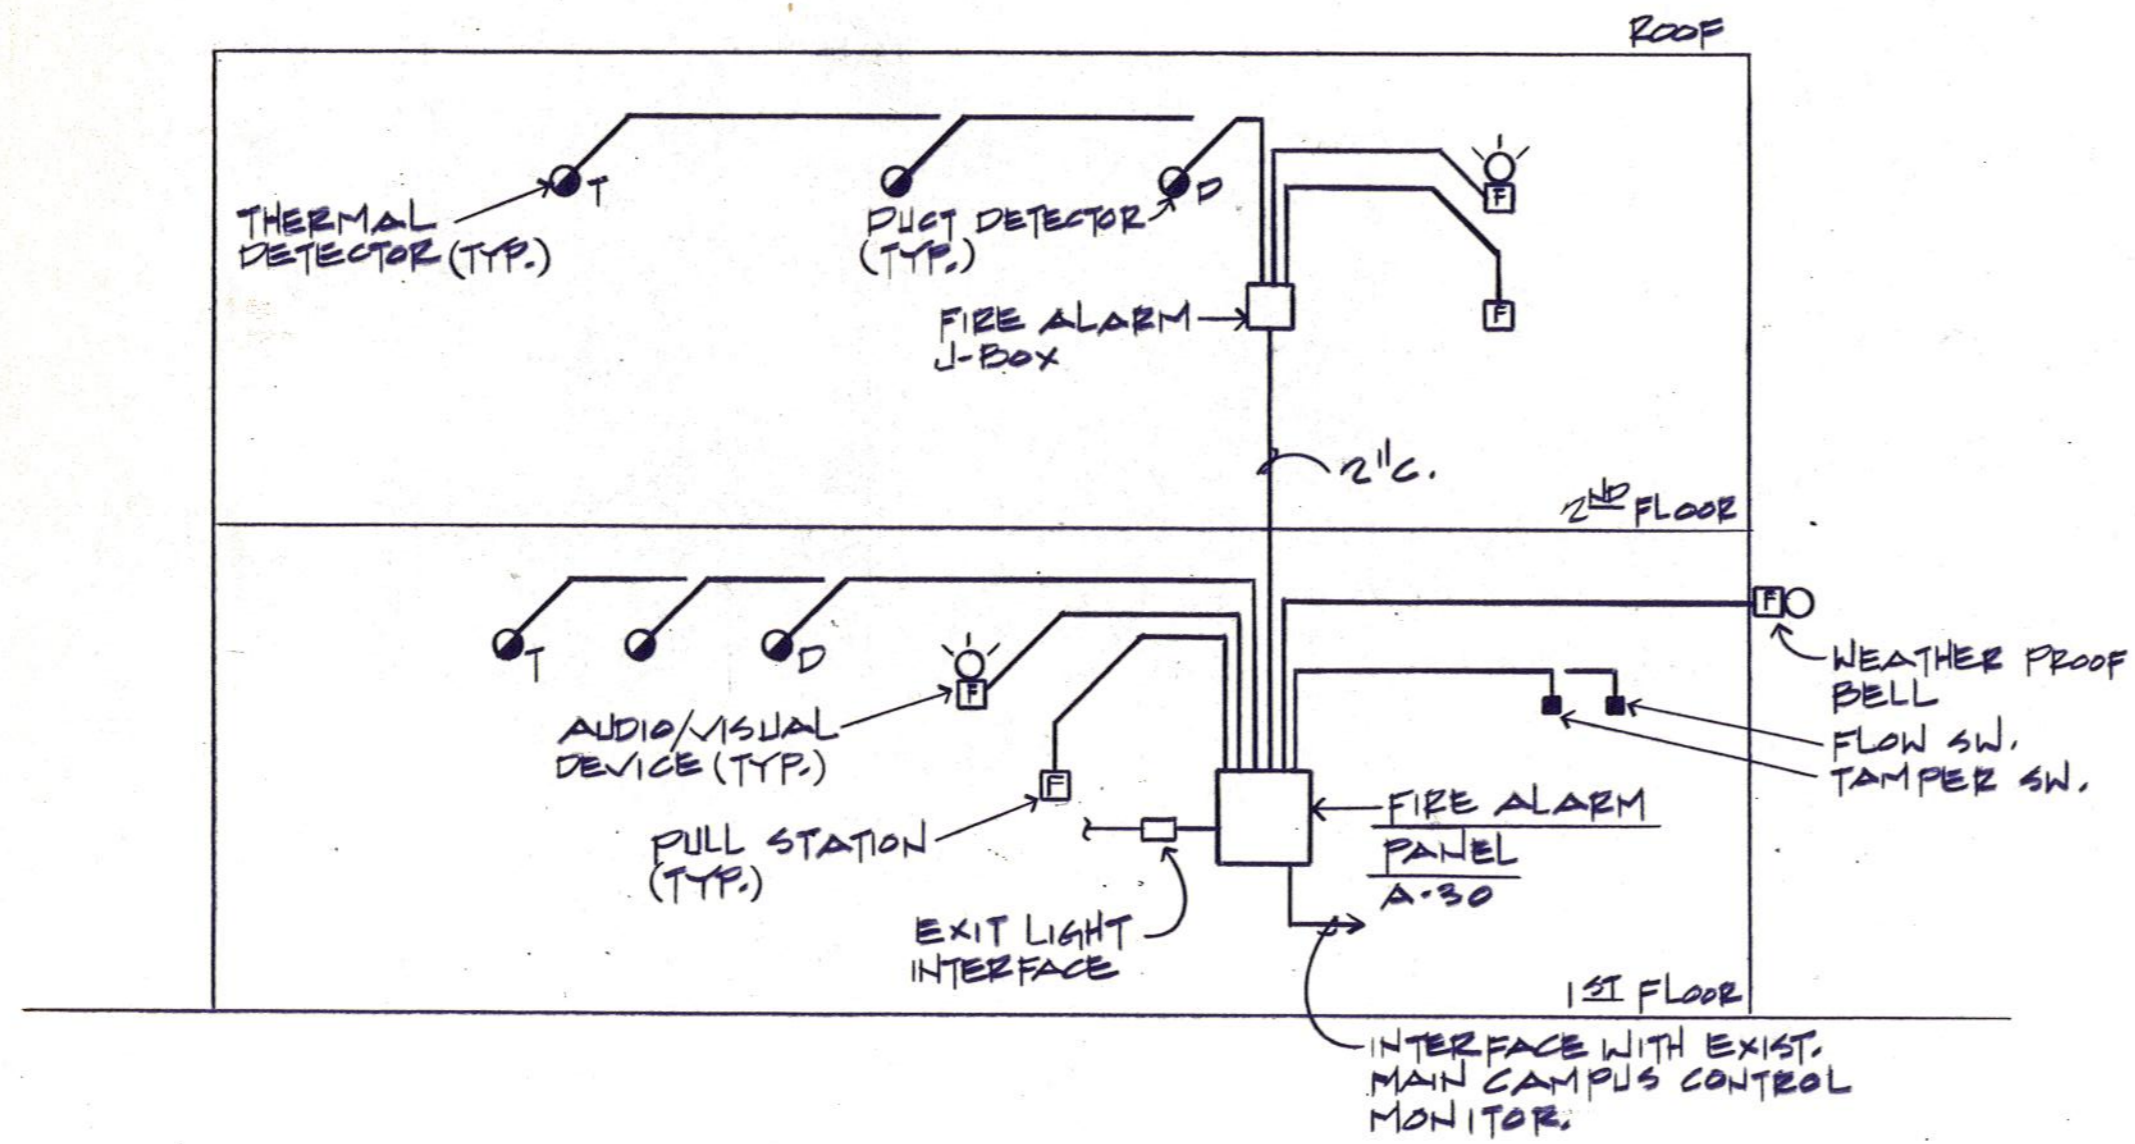 ROOF
T
D
F
THERMAL
DETECTOR (TYP.)
DUCT DETECTOR
(TYP.)
F
FIRE ALARM
J-BOX
2"C.
2ND FLOOR
F
T
D
F
WEATHER PROOF
BELL
AUDIO/VISUAL
DEVICE (TYP.)
FLOW SW.
TAMPER SW.
F
FIRE ALARM
PANEL
A-30
PULL STATION
(TYP.)
EXIT LIGHT
INTERFACE
1ST FLOOR
INTERFACE WITH EXIST.
MAIN CAMPUS CONTROL
MONITOR.